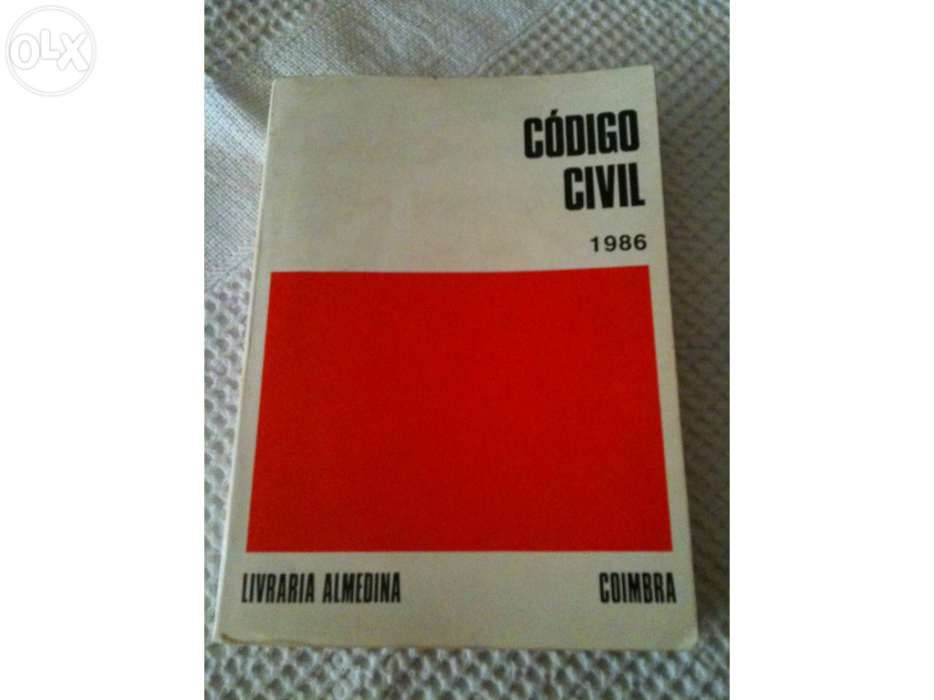 OLX
CÓDIGO
CIVIL
1986
LIVRARIA ALMEDINA COIMBRA